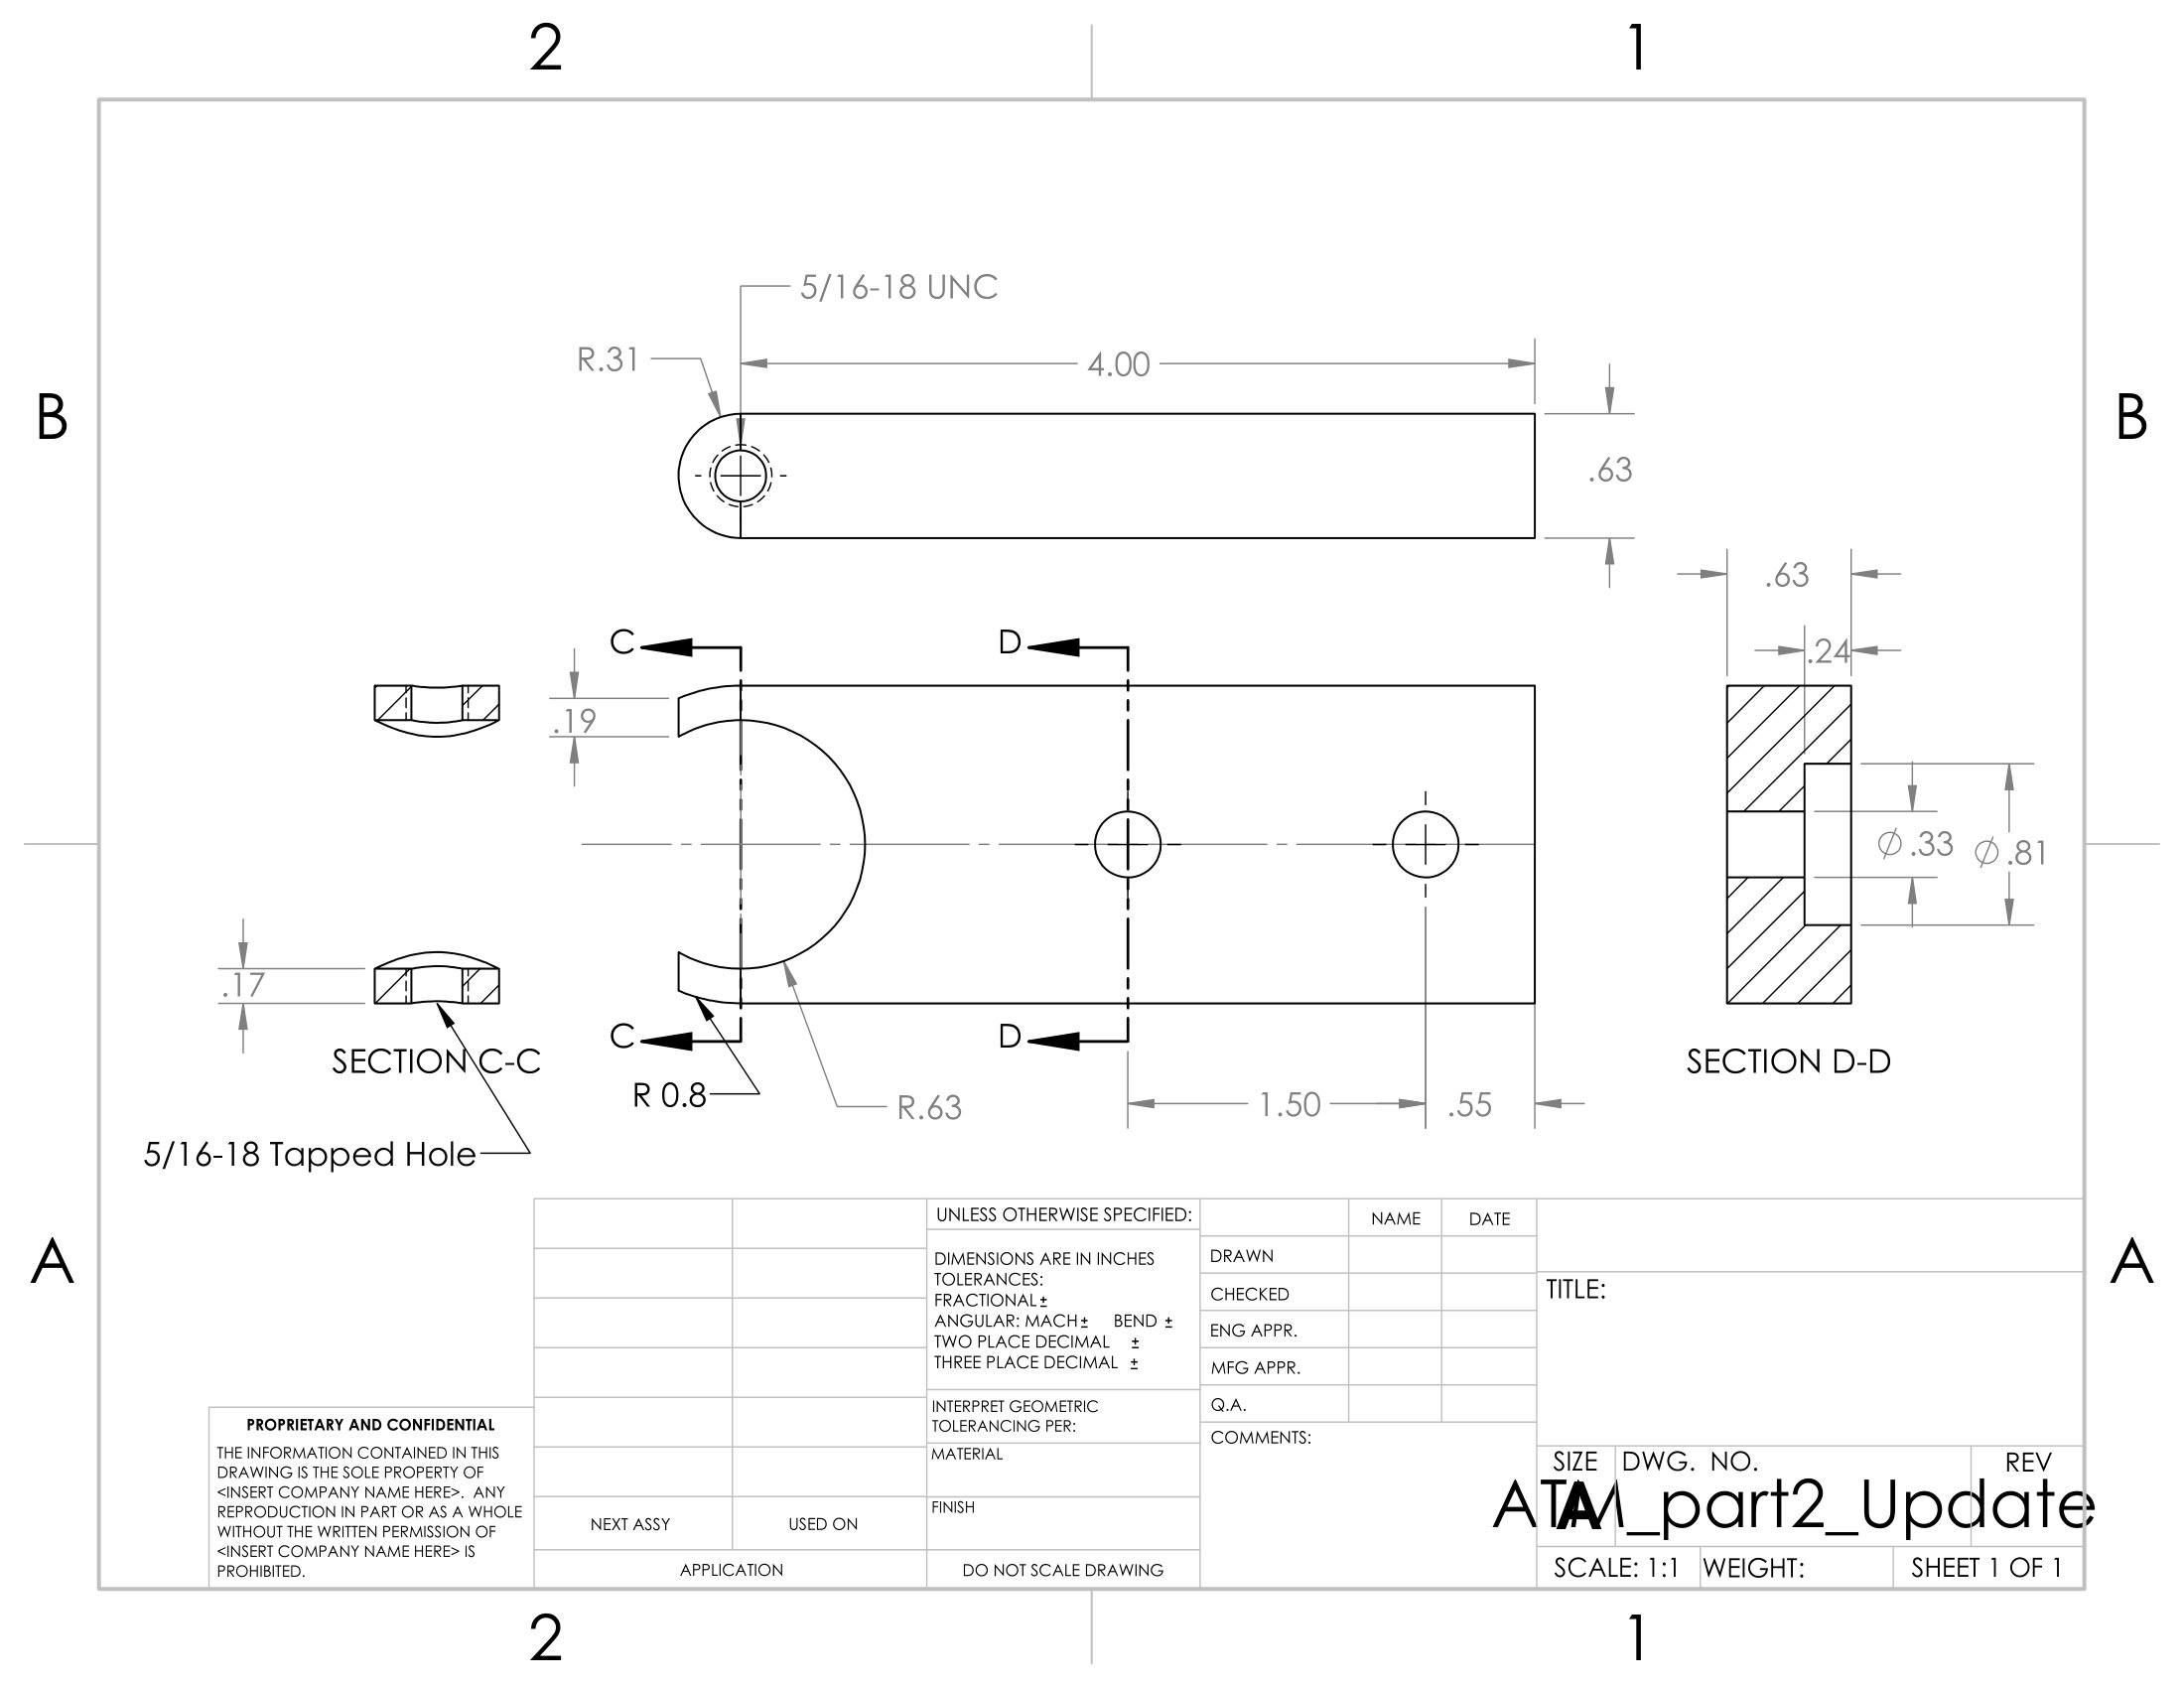 2 1
5/16-18 UNC
R.31
4.00
B B
.63
.63
C D
.24
.19
∅ .33 ∅ .81
.17
C D
SECTION C-C
SECTION D-D
R 0.8
R.63
1.50 .55
5/16-18 Tapped Hole
A A
UNLESS OTHERWISE SPECIFIED:
DIMENSIONS ARE IN INCHES
TOLERANCES:
FRACTIONAL ±
ANGULAR: MACH ± BEND ±
TWO PLACE DECIMAL ±
THREE PLACE DECIMAL ±
INTERPRET GEOMETRIC
TOLERANCING PER:
MATERIAL
FINISH
DO NOT SCALE DRAWING
NAME DATE
DRAWN
CHECKED
ENG APPR.
MFG APPR.
Q.A.
COMMENTS:
TITLE:
SIZE DWG. NO. REV
A
ATM_part2_Update
SCALE: 1:1 WEIGHT: SHEET 1 OF 1
PROPRIETARY AND CONFIDENTIAL
THE INFORMATION CONTAINED IN THIS
DRAWING IS THE SOLE PROPERTY OF
<INSERT COMPANY NAME HERE>. ANY
REPRODUCTION IN PART OR AS A WHOLE
WITHOUT THE WRITTEN PERMISSION OF
<INSERT COMPANY NAME HERE> IS
PROHIBITED.
NEXT ASSY USED ON
APPLICATION
2 1